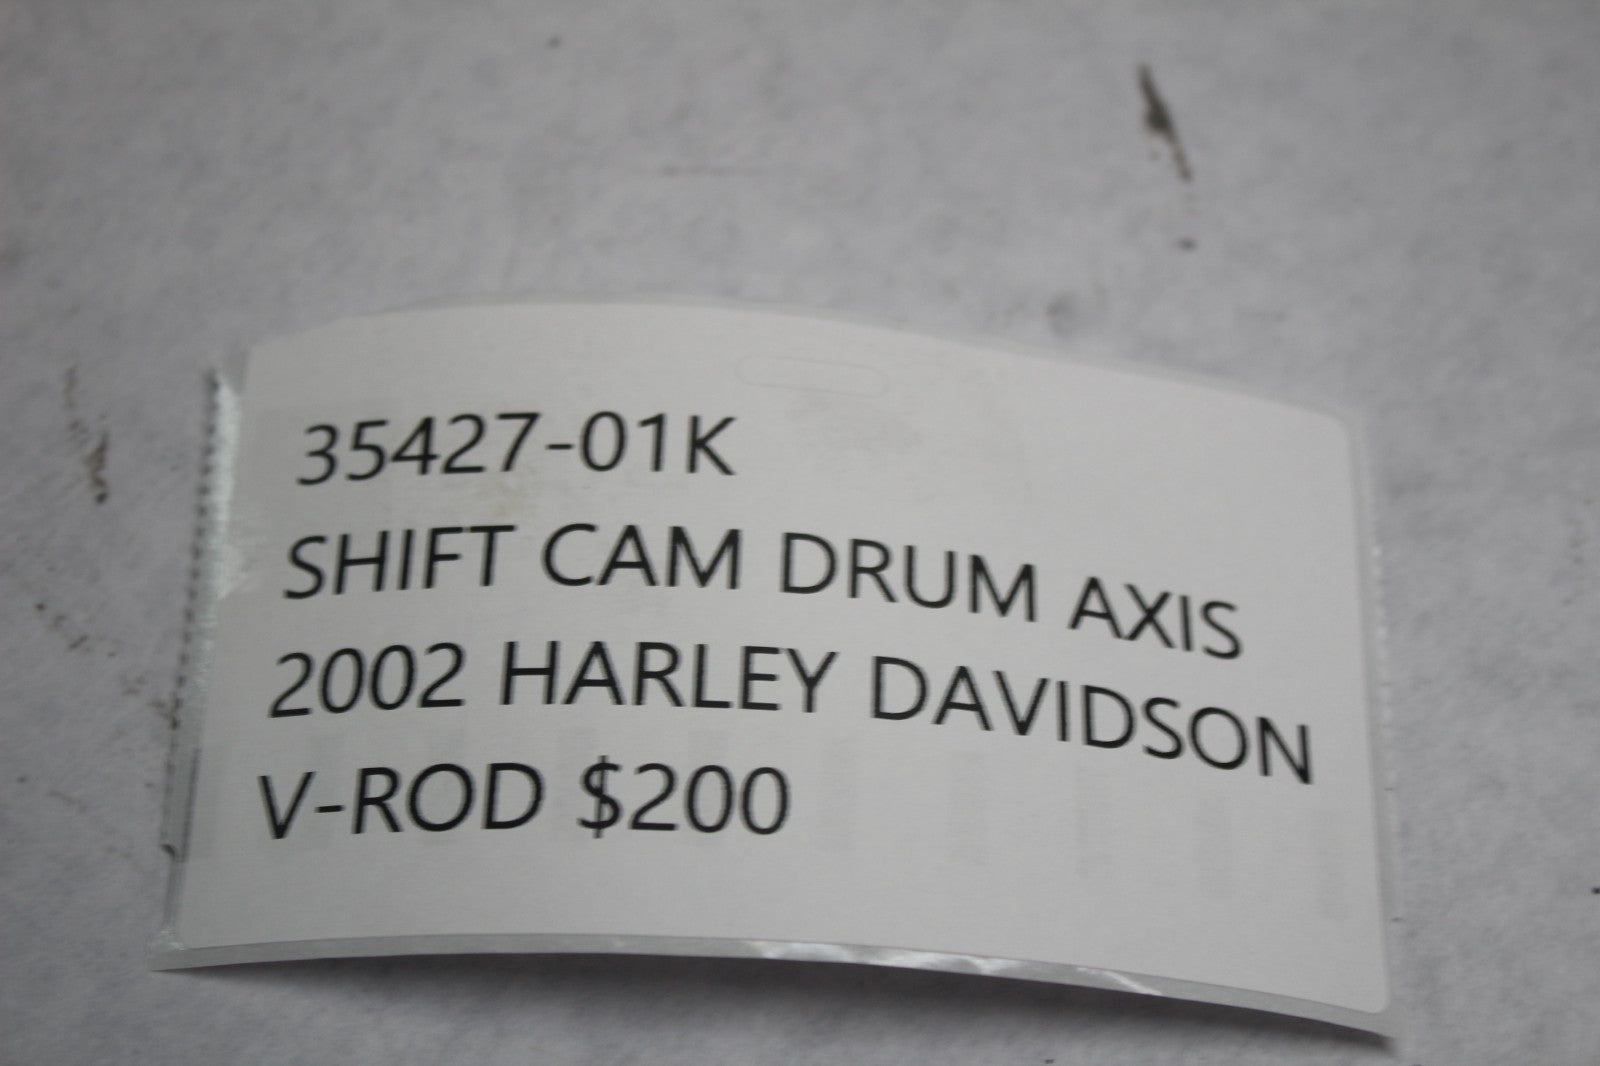 35427-01K
SHIFT CAM DRUM AXIS
2002 HARLEY DAVIDSON
V-ROD $200